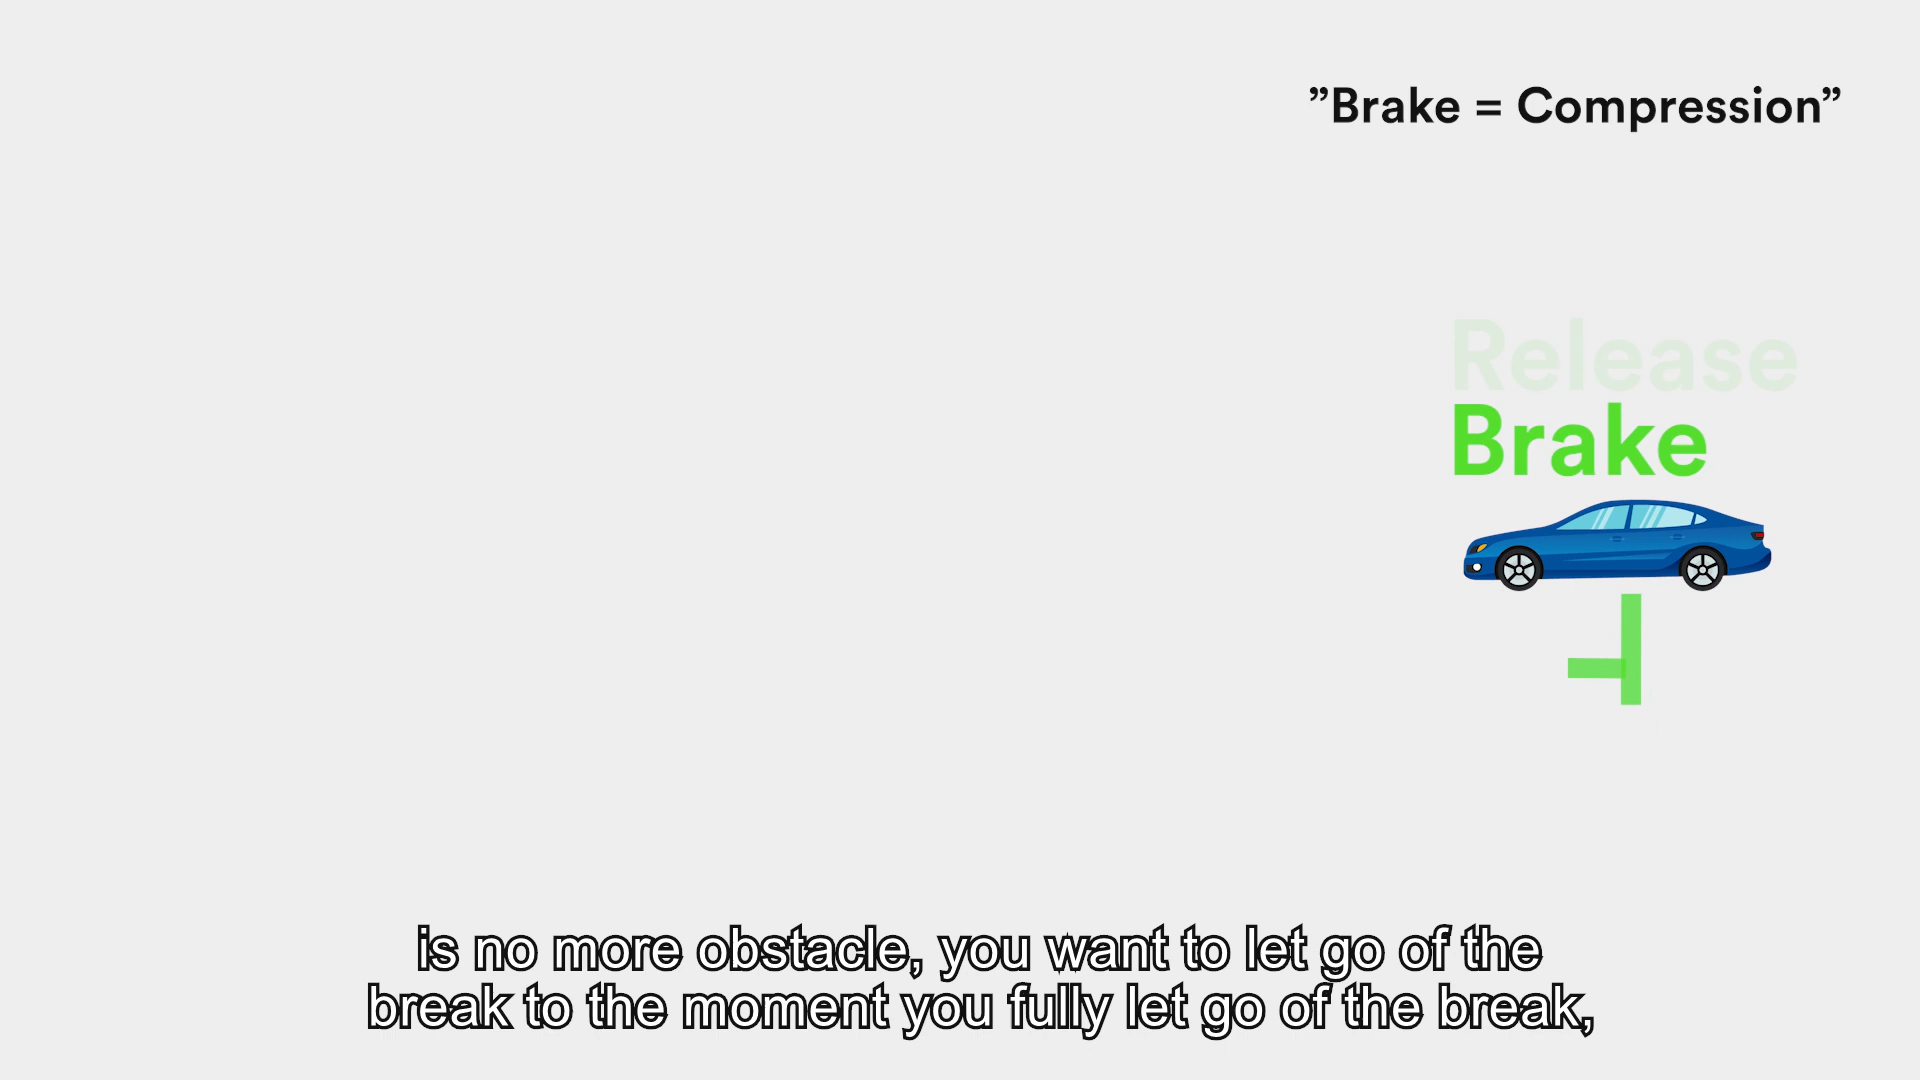 ”Brake = Compression”
Release
Brake
is no more obstacle, you want to let go of the
break to the moment you fully let go of the break,